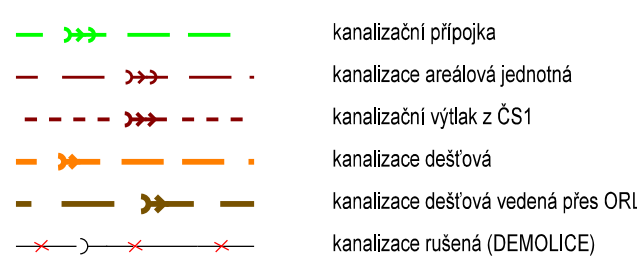 kanalizační přípojka
kanalizace areálová jednotná
kanalizační výtlak z ČS1
kanalizace dešťová
kanalizace dešťová vedená přes ORL
kanalizace rušená (DEMOLICE)